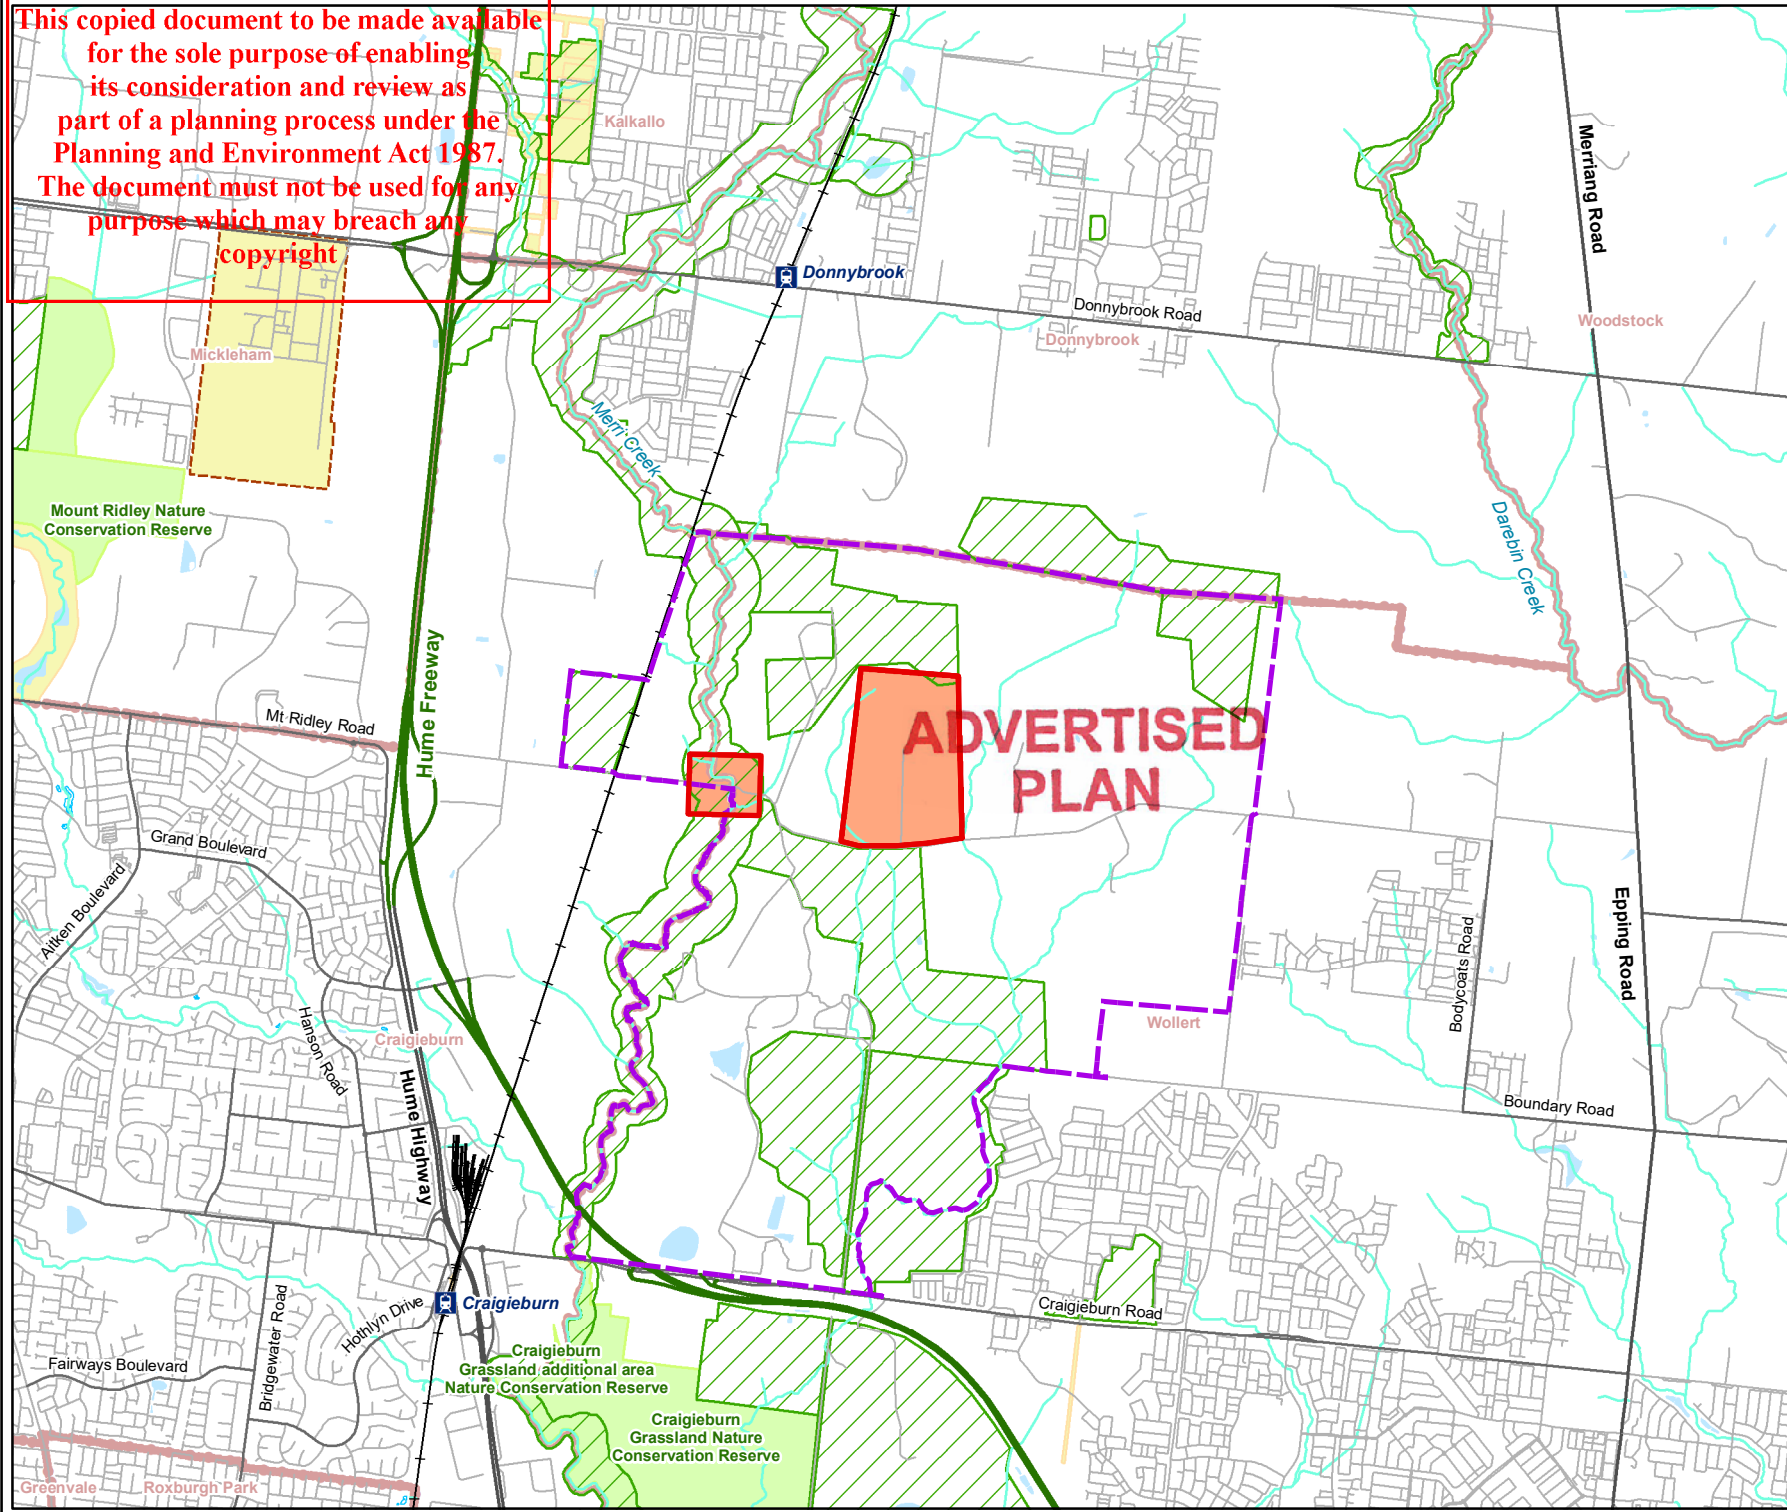 This copied document to be made available
for the sole purpose of enabling
its consideration and review as
part of a planning process under the
Planning and Environment Act 1987.
The document must not be used for any
purpose which may breach any
copyright
Kalkallo
Merriang Road
Donnybrook
Donnybrook Road
Donnybrook
Woodstock
Mickleham
Merri Creek
Mount Ridley Nature
Conservation Reserve
Darebin Creek
Hume Freeway
Mt Ridley Road
ADVERTISED
PLAN
Grand Boulevard
Aitken Boulevard
Epping Road
Bodycoats Road
Hanson Road
Craigieburn
Wollert
Hume Highway
Boundary Road
Craigieburn
Craigieburn Road
Hothlyn Drive
Bridgewater Road
Fairways Boulevard
Craigieburn
Grassland additional area
Nature Conservation Reserve
Craigieburn
Grassland Nature
Conservation Reserve
Greenvale
Roxburgh Park